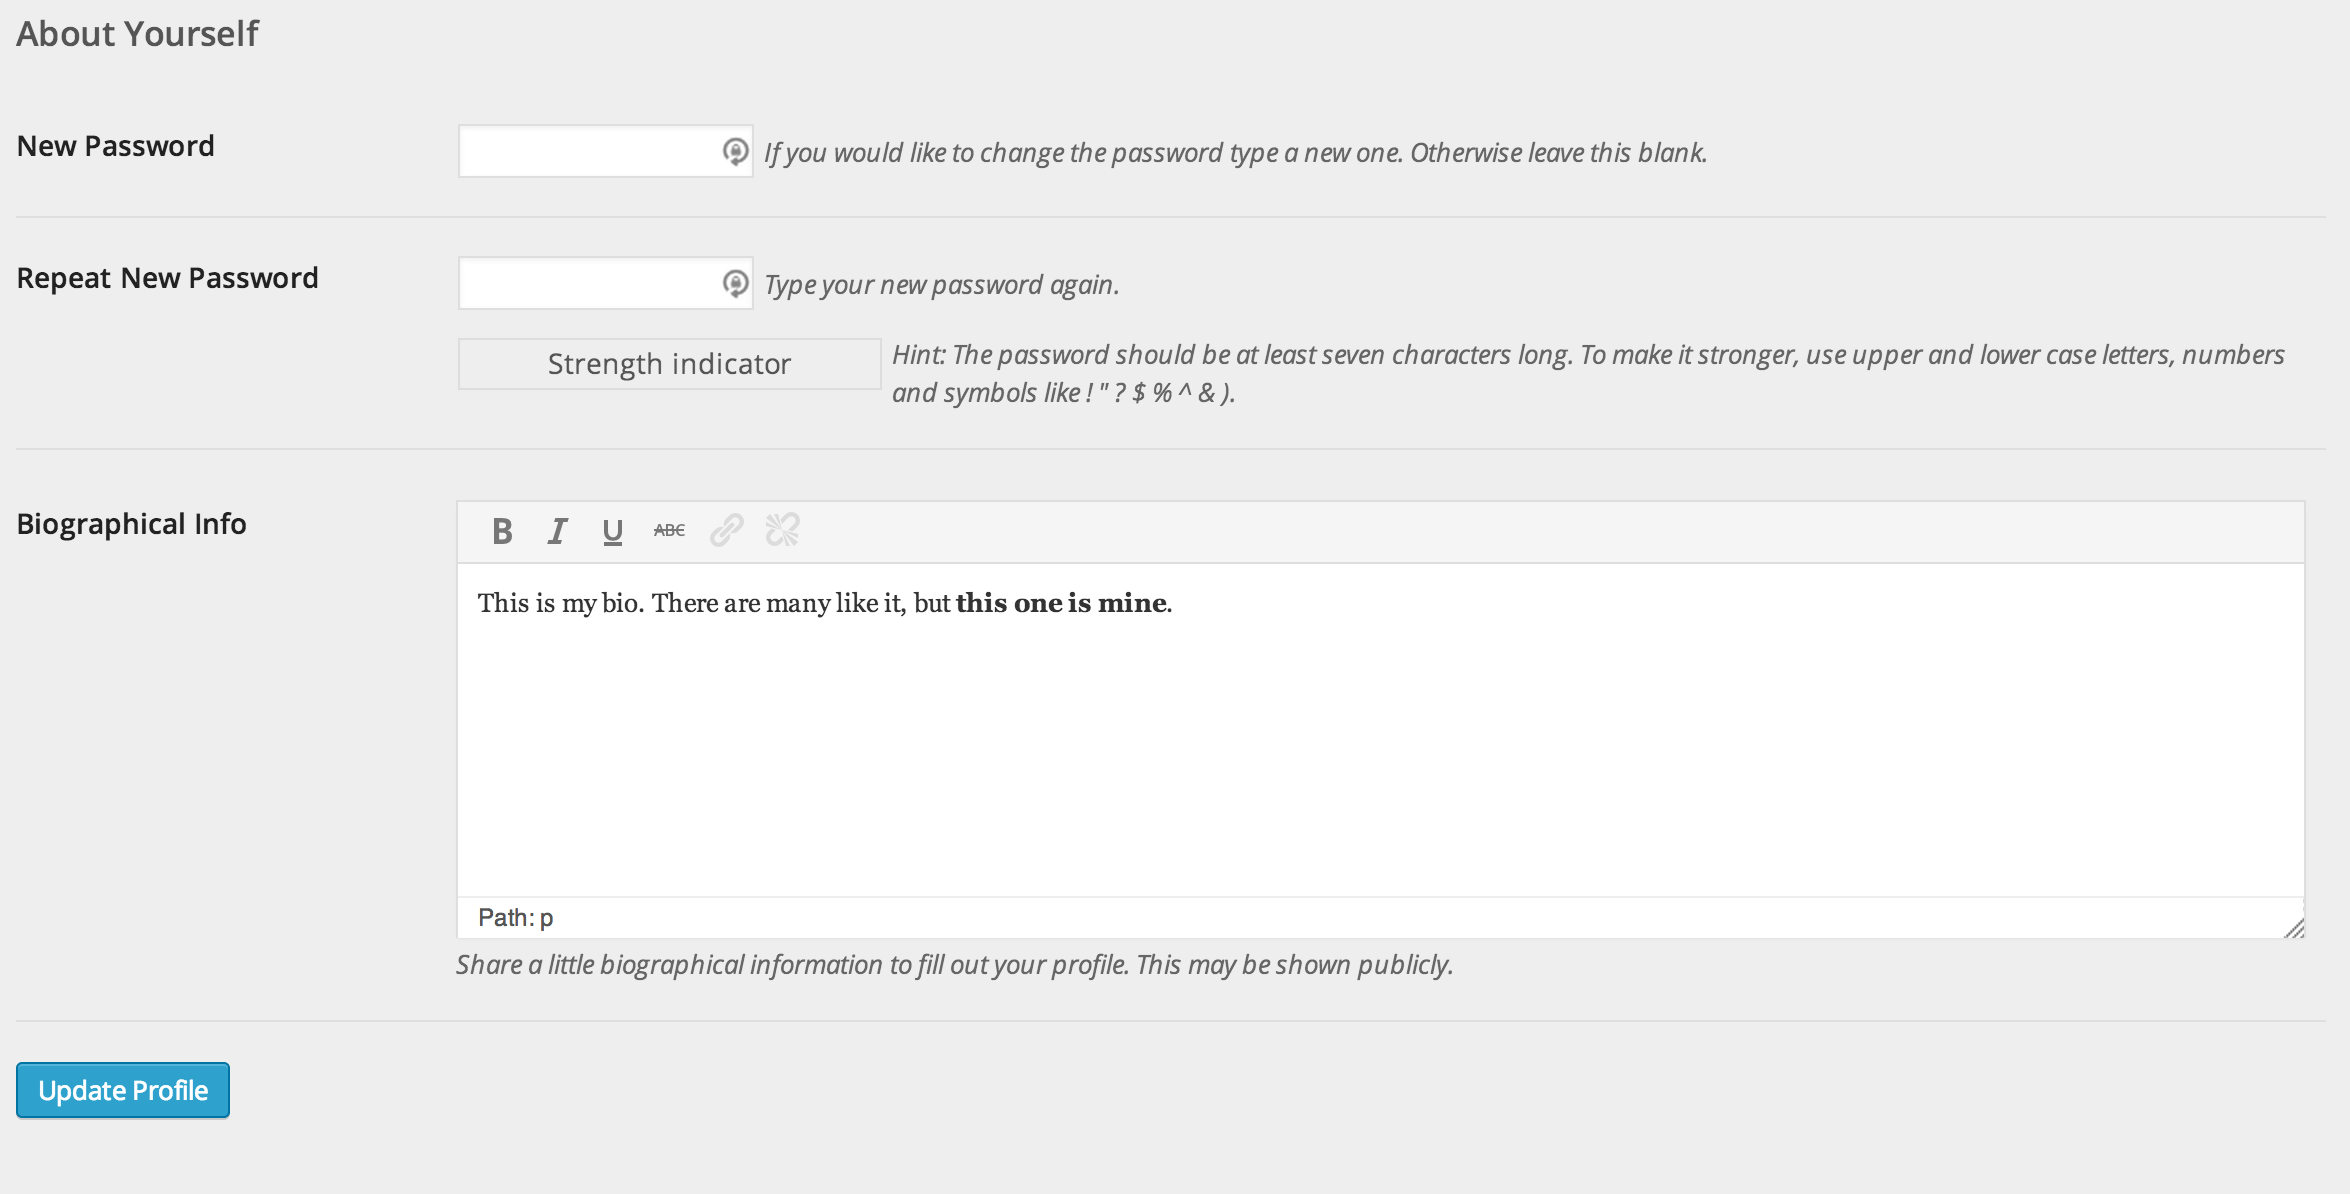 About Yourself
New Password
If you would like to change the password type a new one. Otherwise leave this blank.
Repeat New Password
Type your new password again.
Strength indicator
Hint: The password should be at least seven characters long. To make it stronger, use upper and lower case letters, numbers
and symbols like ! " ? $ % ^ & ).
Biographical Info
B I U ABC
This is my bio. There are many like it, but this one is mine.
Path: p
Share a little biographical information to fill out your profile. This may be shown publicly.
Update Profile